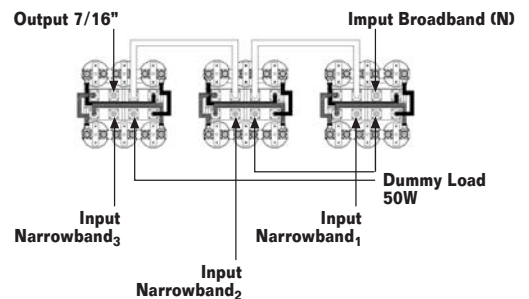 Output 7/16"
Imput Broadband (N)
Dummy Load
50W
Input
Narrowband₃
Input
Narrowband₁
Input
Narrowband₂